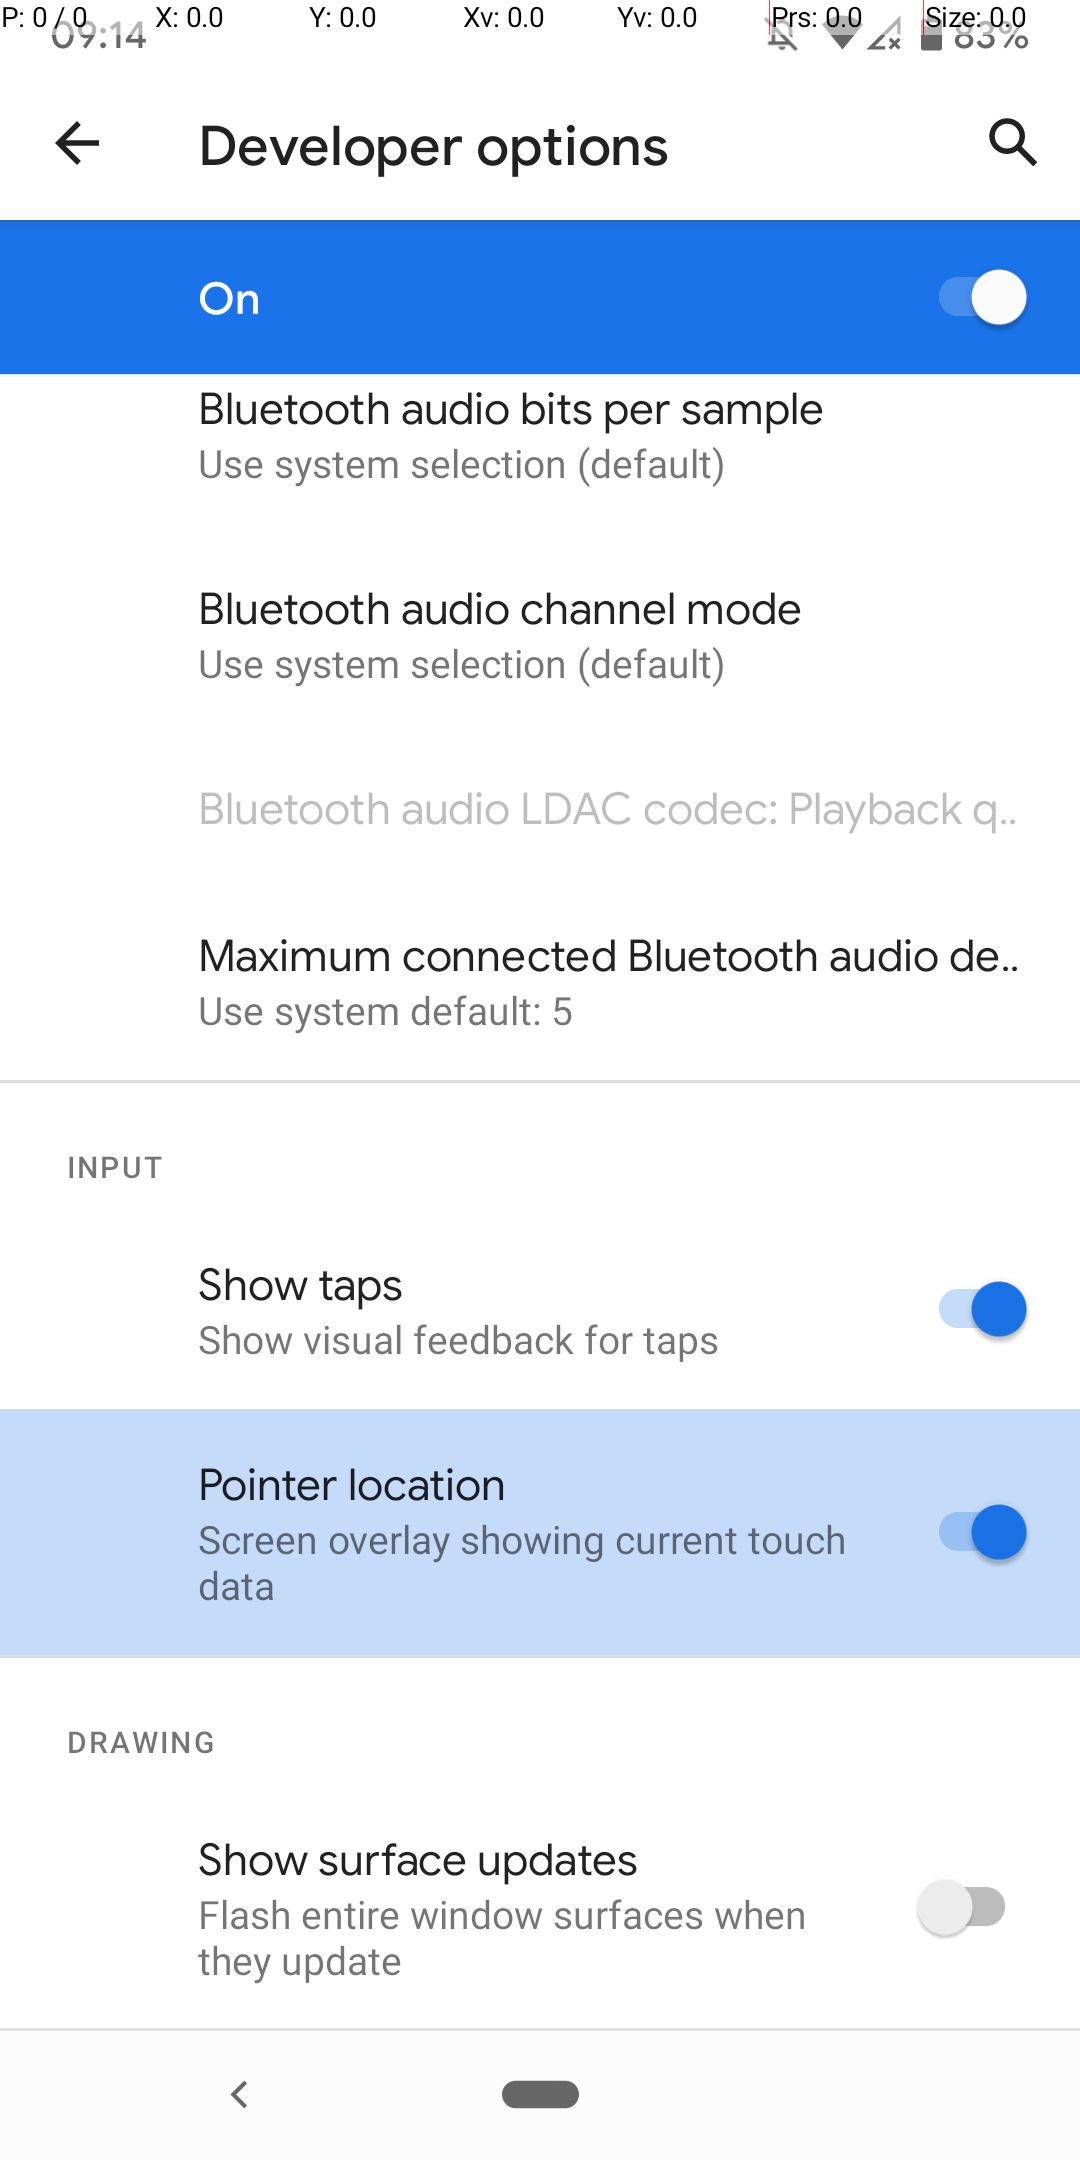 P: 0 / 0 X: 0.0 Y: 0.0 Xv: 0.0 Yv: 0.0 Prs: 0.0 Size: 0.0
09:14 83%
Developer options
On
Bluetooth audio bits per sample
Use system selection (default)
Bluetooth audio channel mode
Use system selection (default)
Bluetooth audio LDAC codec: Playback q..
Maximum connected Bluetooth audio de..
Use system default: 5
INPUT
Show taps
Show visual feedback for taps
Pointer location
Screen overlay showing current touch
data
DRAWING
Show surface updates
Flash entire window surfaces when
they update